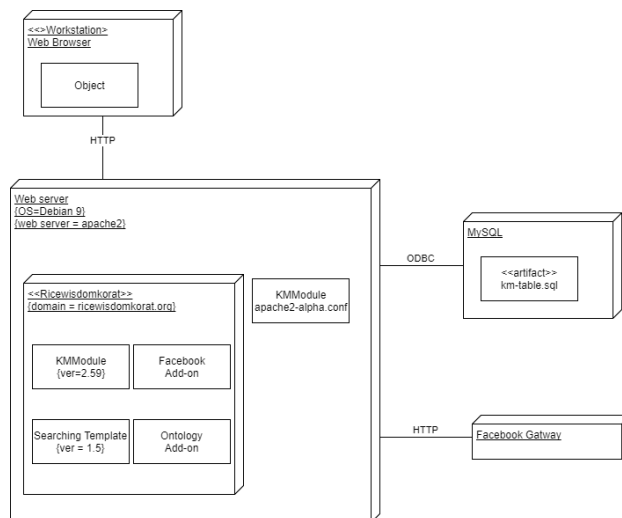 <<>Workstation>
Web Browser
Object
HTTP
Web server
{OS=Debian 9}
{web server = apache2}
MySQL
ODBC
<<artifact>>
km-table.sql
<<Ricewisdomkorat>>
{domain = ricewisdomkorat.org}
KMModule
apache2-alpha.conf
KMModule
{ver=2.59}
Facebook
Add-on
Searching Template
{ver = 1.5}
Ontology
Add-on
HTTP
Facebook Gatway